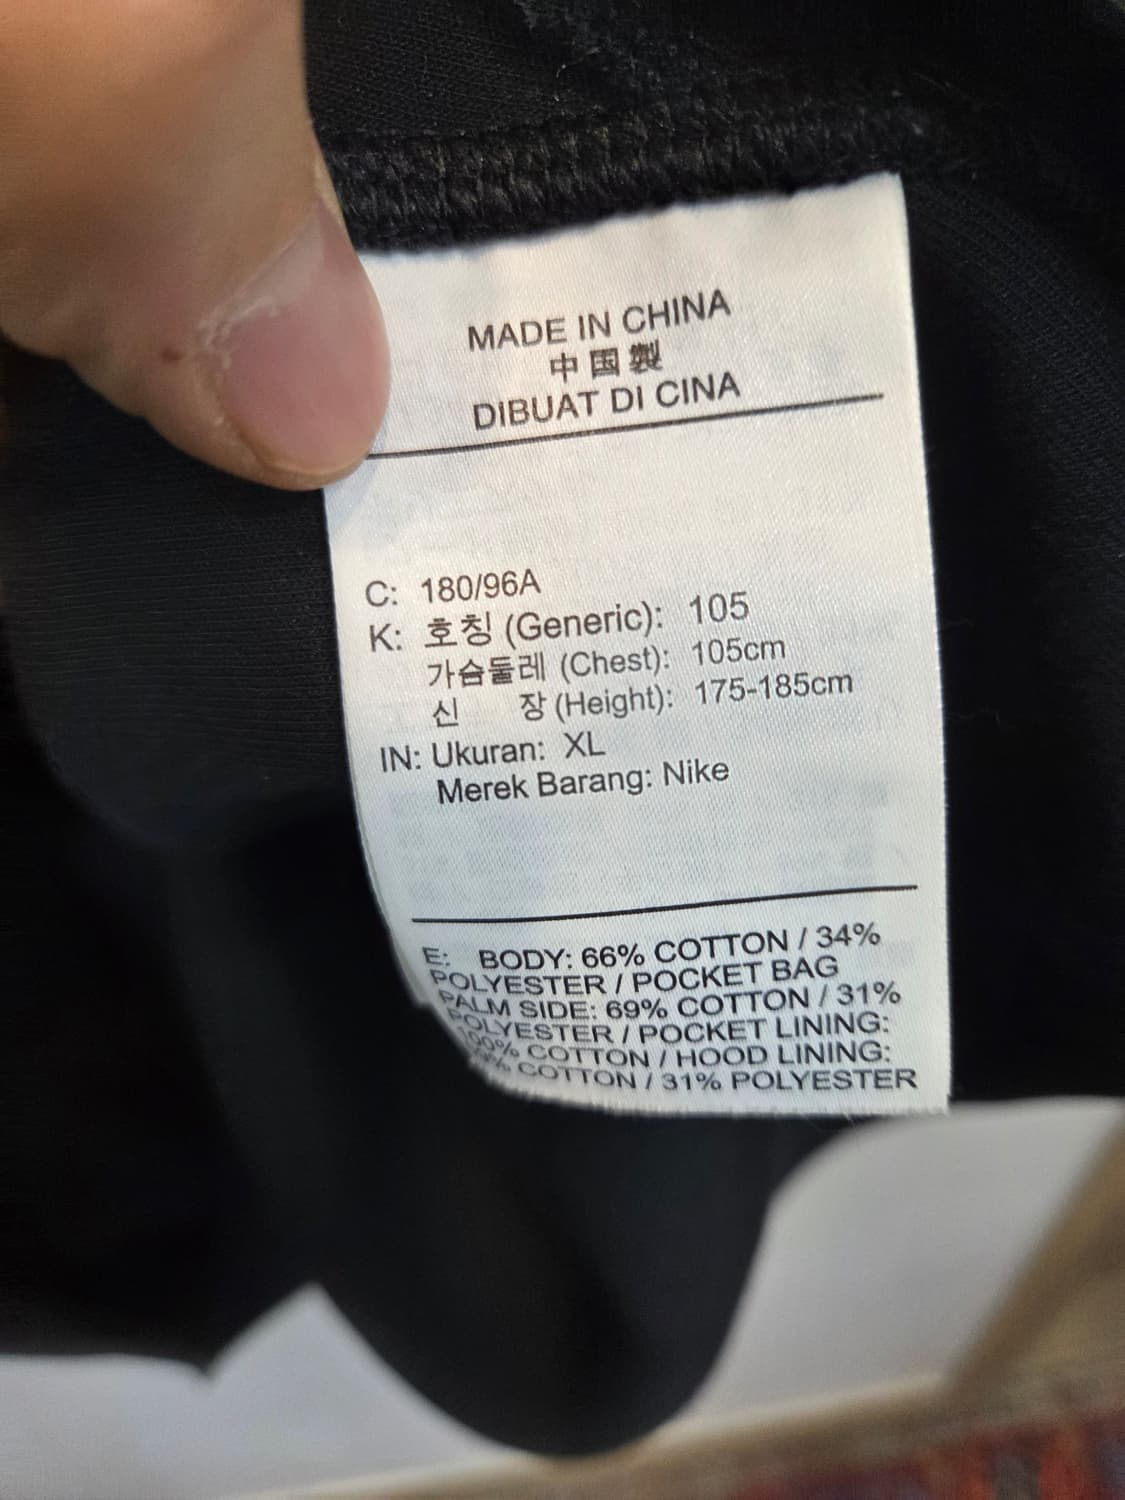 MADE IN CHINA
中国製
DIBUAT DI CINA
C: 180/96A
K: 호칭 (Generic): 105
가슴둘레 (Chest): 105cm
신 장 (Height): 175-185cm
IN: Ukuran: XL
Merek Barang: Nike
E: BODY: 66% COTTON / 34%
POLYESTER / POCKET BAG
PALM SIDE: 69% COTTON / 31%
POLYESTER / POCKET LINING:
100% COTTON / HOOD LINING:
COTTON / 31% POLYESTER